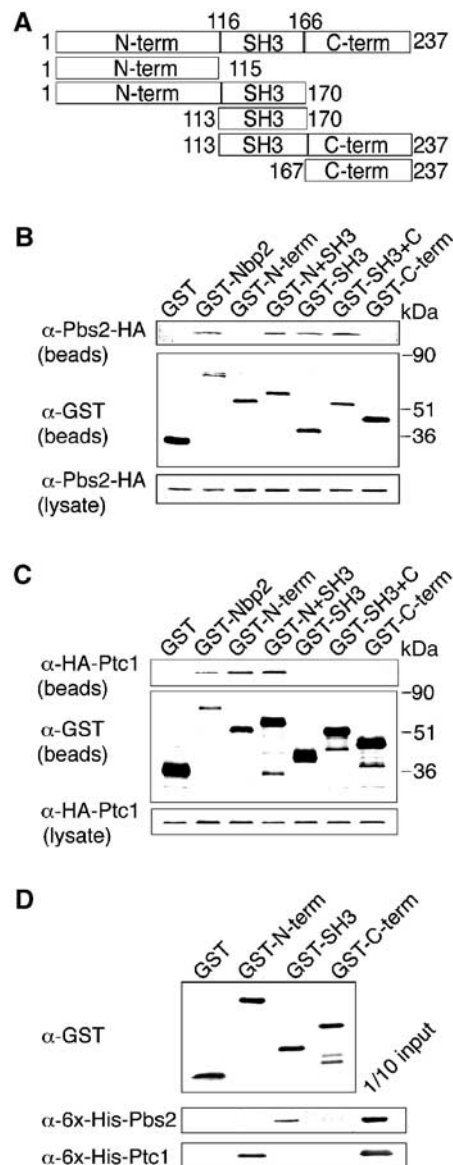 A
116 166
1 N-term SH3 C-term 237
1 N-term 115
1 N-term SH3 170
113 SH3 170
113 SH3 C-term 237
167 C-term 237
B
GST GST-Nbp2 GST-N-term GST-N+SH3 GST-SH3 GST-SH3+C GST-C-term
kDa
α-Pbs2-HA
(beads)
–90
α-GST
(beads)
–51
–36
α-Pbs2-HA
(lysate)
C
GST GST-Nbp2 GST-N-term GST-N+SH3 GST-SH3 GST-SH3+C GST-C-term
kDa
α-HA-Ptc1
(beads)
–90
α-GST
(beads)
–51
–36
α-HA-Ptc1
(lysate)
D
GST GST-N-term GST-SH3 GST-C-term
α-GST
1/10 input
α-6x-His-Pbs2
α-6x-His-Ptc1